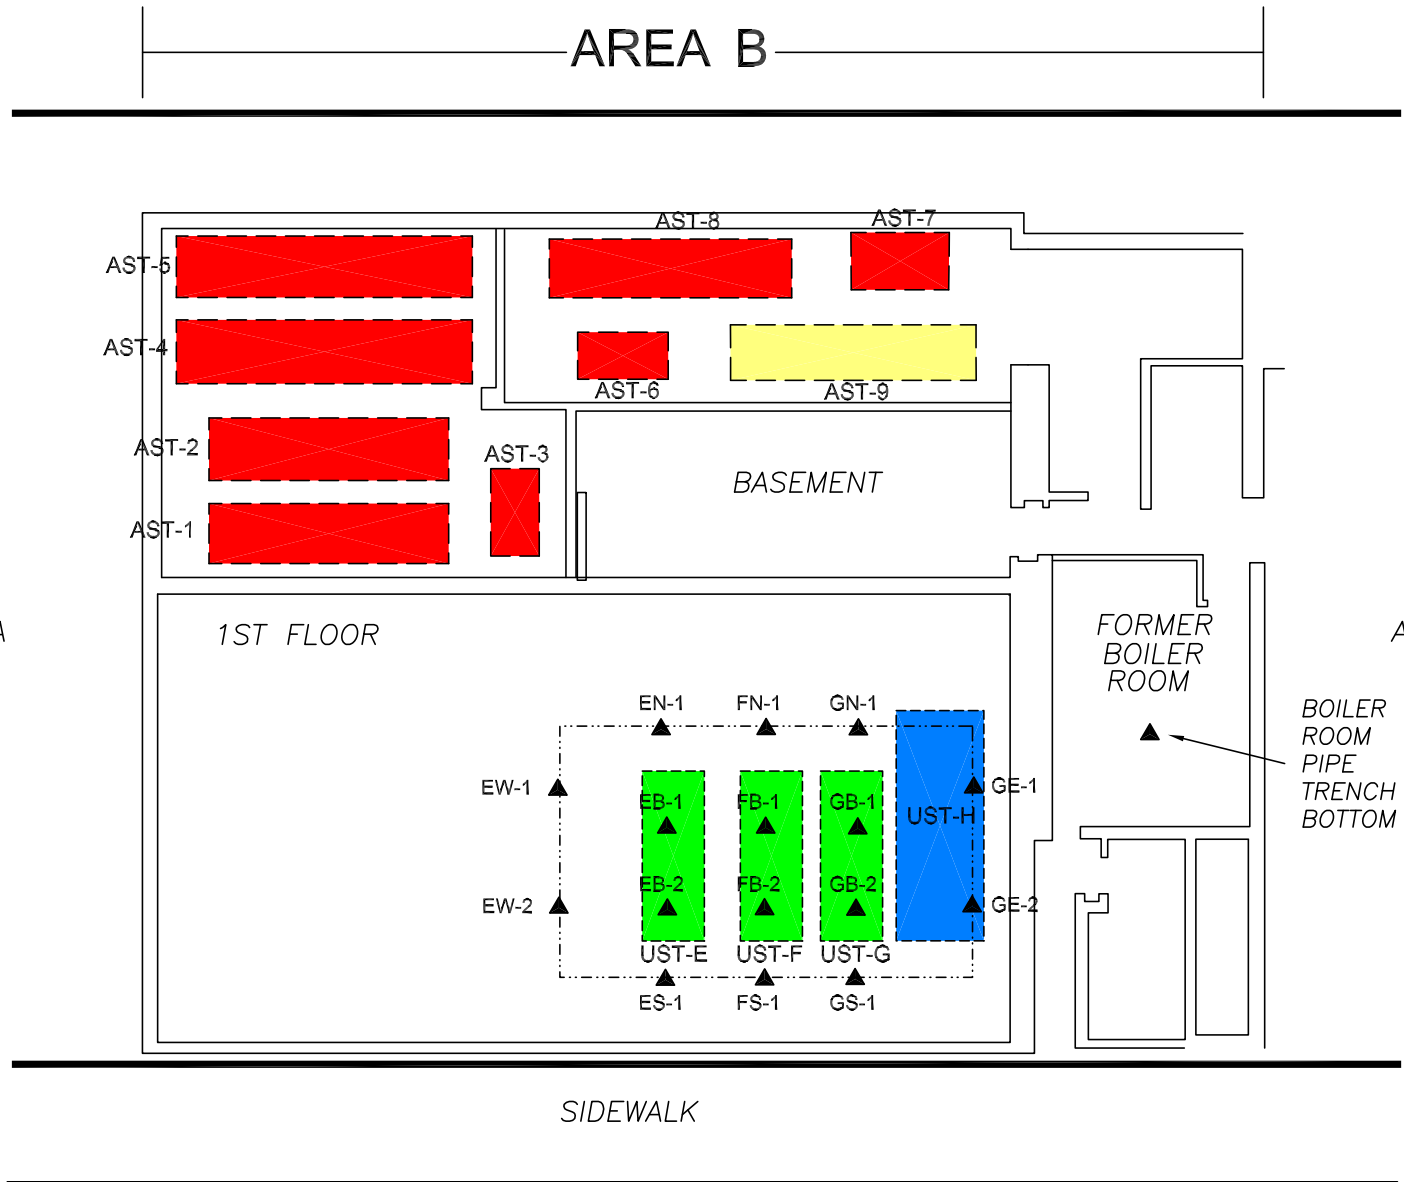 AREA B
AST-8
AST-7
AST-5
AST-4
AST-6
AST-9
AST-2
AST-3
BASEMENT
AST-1
1ST FLOOR
FORMER
BOILER
ROOM
A
A
EN-1
FN-1
GN-1
BOILER
ROOM
PIPE
TRENCH
BOTTOM
EW-1
GE-1
EB-1
FB-1
GB-1
UST-H
EB-2
FB-2
GB-2
EW-2
GE-2
UST-E
UST-F
UST-G
ES-1
FS-1
GS-1
SIDEWALK